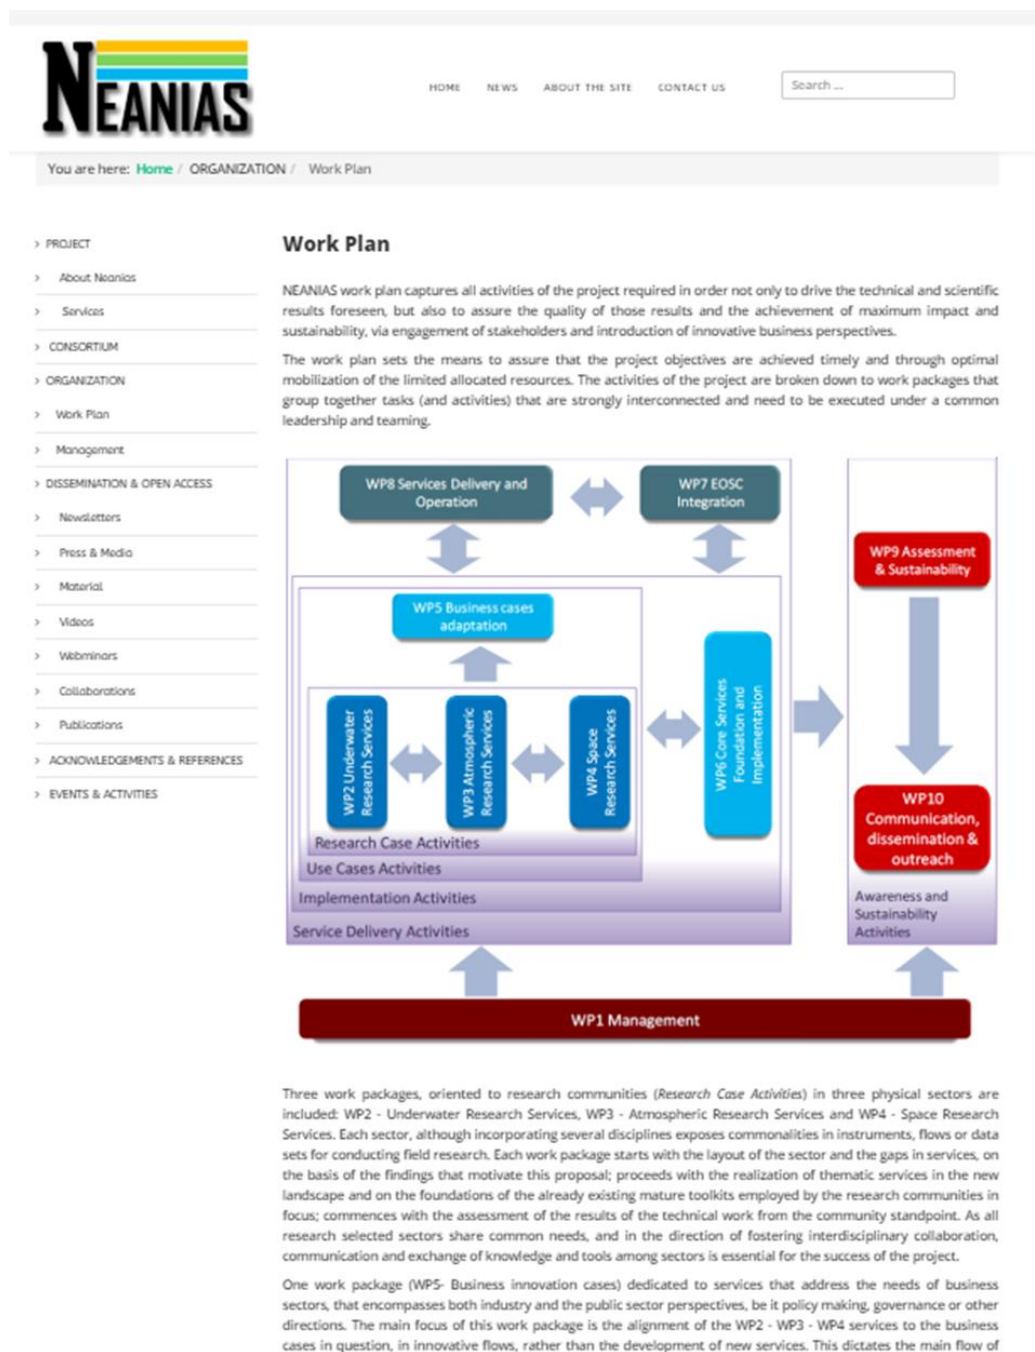 NEANIAS
HOME NEWS ABOUT THE SITE CONTACT US
Search ...
You are here: Home / ORGANIZATION / Work Plan
> PROJECT
> About Neanias
> Services
> CONSORTIUM
> ORGANIZATION
> Work Plan
> Management
> DISSEMINATION & OPEN ACCESS
> Newsletters
> Press & Media
> Material
> Videos
> Webminars
> Collaborations
> Publications
> ACKNOWLEDGEMENTS & REFERENCES
> EVENTS & ACTIVITIES
Work Plan
NEANIAS work plan captures all activities of the project required in order not only to drive the technical and scientific
results foreseen, but also to assure the quality of those results and the achievement of maximum impact and
sustainability, via engagement of stakeholders and introduction of innovative business perspectives.
The work plan sets the means to assure that the project objectives are achieved timely and through optimal
mobilization of the limited allocated resources. The activities of the project are broken down to work packages that
group together tasks (and activities) that are strongly interconnected and need to be executed under a common
leadership and teaming.
WP8 Services Delivery and
Operation
WP7 EOSC
Integration
WP5 Business cases
adaptation
WP2 Underwater
Research Services
WP3 Atmospheric
Research Services
WP4 Space
Research Services
WP6 Core Services
Foundation and
Implementation
Research Case Activities
Use Cases Activities
Implementation Activities
Service Delivery Activities
WP9 Assessment
& Sustainability
WP10
Communication,
dissemination &
outreach
Awareness and
Sustainability
Activities
WP1 Management
Three work packages, oriented to research communities (Research Case Activities) in three physical sectors are
included: WP2 - Underwater Research Services, WP3 - Atmospheric Research Services and WP4 - Space Research
Services. Each sector, although incorporating several disciplines exposes commonalities in instruments, flows or data
sets for conducting field research. Each work package starts with the layout of the sector and the gaps in services, on
the basis of the findings that motivate this proposal; proceeds with the realization of thematic services in the new
landscape and on the foundations of the already existing mature toolkits employed by the research communities in
focus; commences with the assessment of the results of the technical work from the community standpoint. As all
research selected sectors share common needs, and in the direction of fostering interdisciplinary collaboration,
communication and exchange of knowledge and tools among sectors is essential for the success of the project.
One work package (WP5- Business innovation cases) dedicated to services that address the needs of business
sectors, that encompasses both industry and the public sector perspectives, be it policy making, governance or other
directions. The main focus of this work package is the alignment of the WP2 - WP3 - WP4 services to the business
cases in question, in innovative flows, rather than the development of new services. This dictates the main flow of